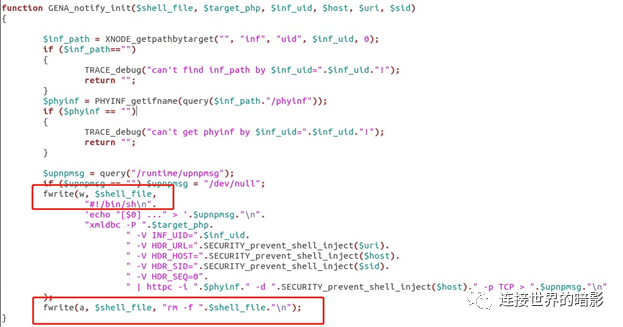 function GENA_notify_init($shell_file, $target_php, $inf_uid, $host, $uri, $sid)
{
$inf_path = XNODE_getpathbytarget("", "inf", "uid", $inf_uid, 0);
if ($inf_path=="")
{
TRACE_debug("can't find inf_path by $inf_uid=".$inf_uid."!");
return "";
}
$phyinf = PHYINF_getifname(query($inf_path."/phyinf"));
if ($phyinf == "")
{
TRACE_debug("can't get phyinf by $inf_uid=".$inf_uid."!");
return "";
}
$upnpmsg = query("/runtime/upnpmsg");
if ($upnpmsg == "") $upnpmsg = "/dev/null";
fwrite(w, $shell_file,
"#!/bin/sh\n".
'echo "[$0] ..." > '.$upnpmsg."\n".
"xmldbc -P ".$target_php.
" -V INF_UID=".$inf_uid.
" -V HDR_URL=".SECURITY_prevent_shell_inject($uri).
" -V HDR_HOST=".SECURITY_prevent_shell_inject($host).
" -V HDR_SID=".SECURITY_prevent_shell_inject($sid).
" -V HDR_SEQ=0".
" | httpc -i ".$phyinf." -d ".SECURITY_prevent_shell_inject($host)." -p TCP > ".$upnpmsg."\n"
);
fwrite(a, $shell_file, "rm -f ".$shell_file."\n");
}
连接世界的暗影